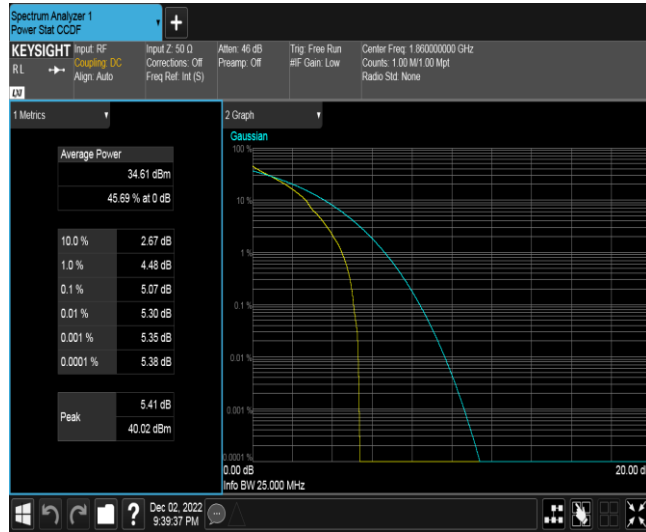 Spectrum Analyzer 1
Power Stat CCDF
+
KEYSIGHT
RL
LXI
Input: RF
Coupling: DC
Align: Auto
Input Z: 50 Ω
Corrections: Off
Freq Ref: Int (S)
Atten: 46 dB
Preamp: Off
Trig: Free Run
#IF Gain: Low
Center Freq: 1.860000000 GHz
Counts: 1.00 M/1.00 Mpt
Radio Std: None
1 Metrics
Average Power
34.61 dBm
45.69 % at 0 dB
10.0 % 2.67 dB
1.0 % 4.48 dB
0.1 % 5.07 dB
0.01 % 5.30 dB
0.001 % 5.35 dB
0.0001 % 5.38 dB
Peak
5.41 dB
40.02 dBm
2 Graph
Gaussian
100 %
10 %
1 %
0.1 %
0.01 %
0.001 %
0.0001 %
0.00 dB
20.00 d
Info BW 25.000 MHz
?
Dec 02, 2022
9:39:37 PM